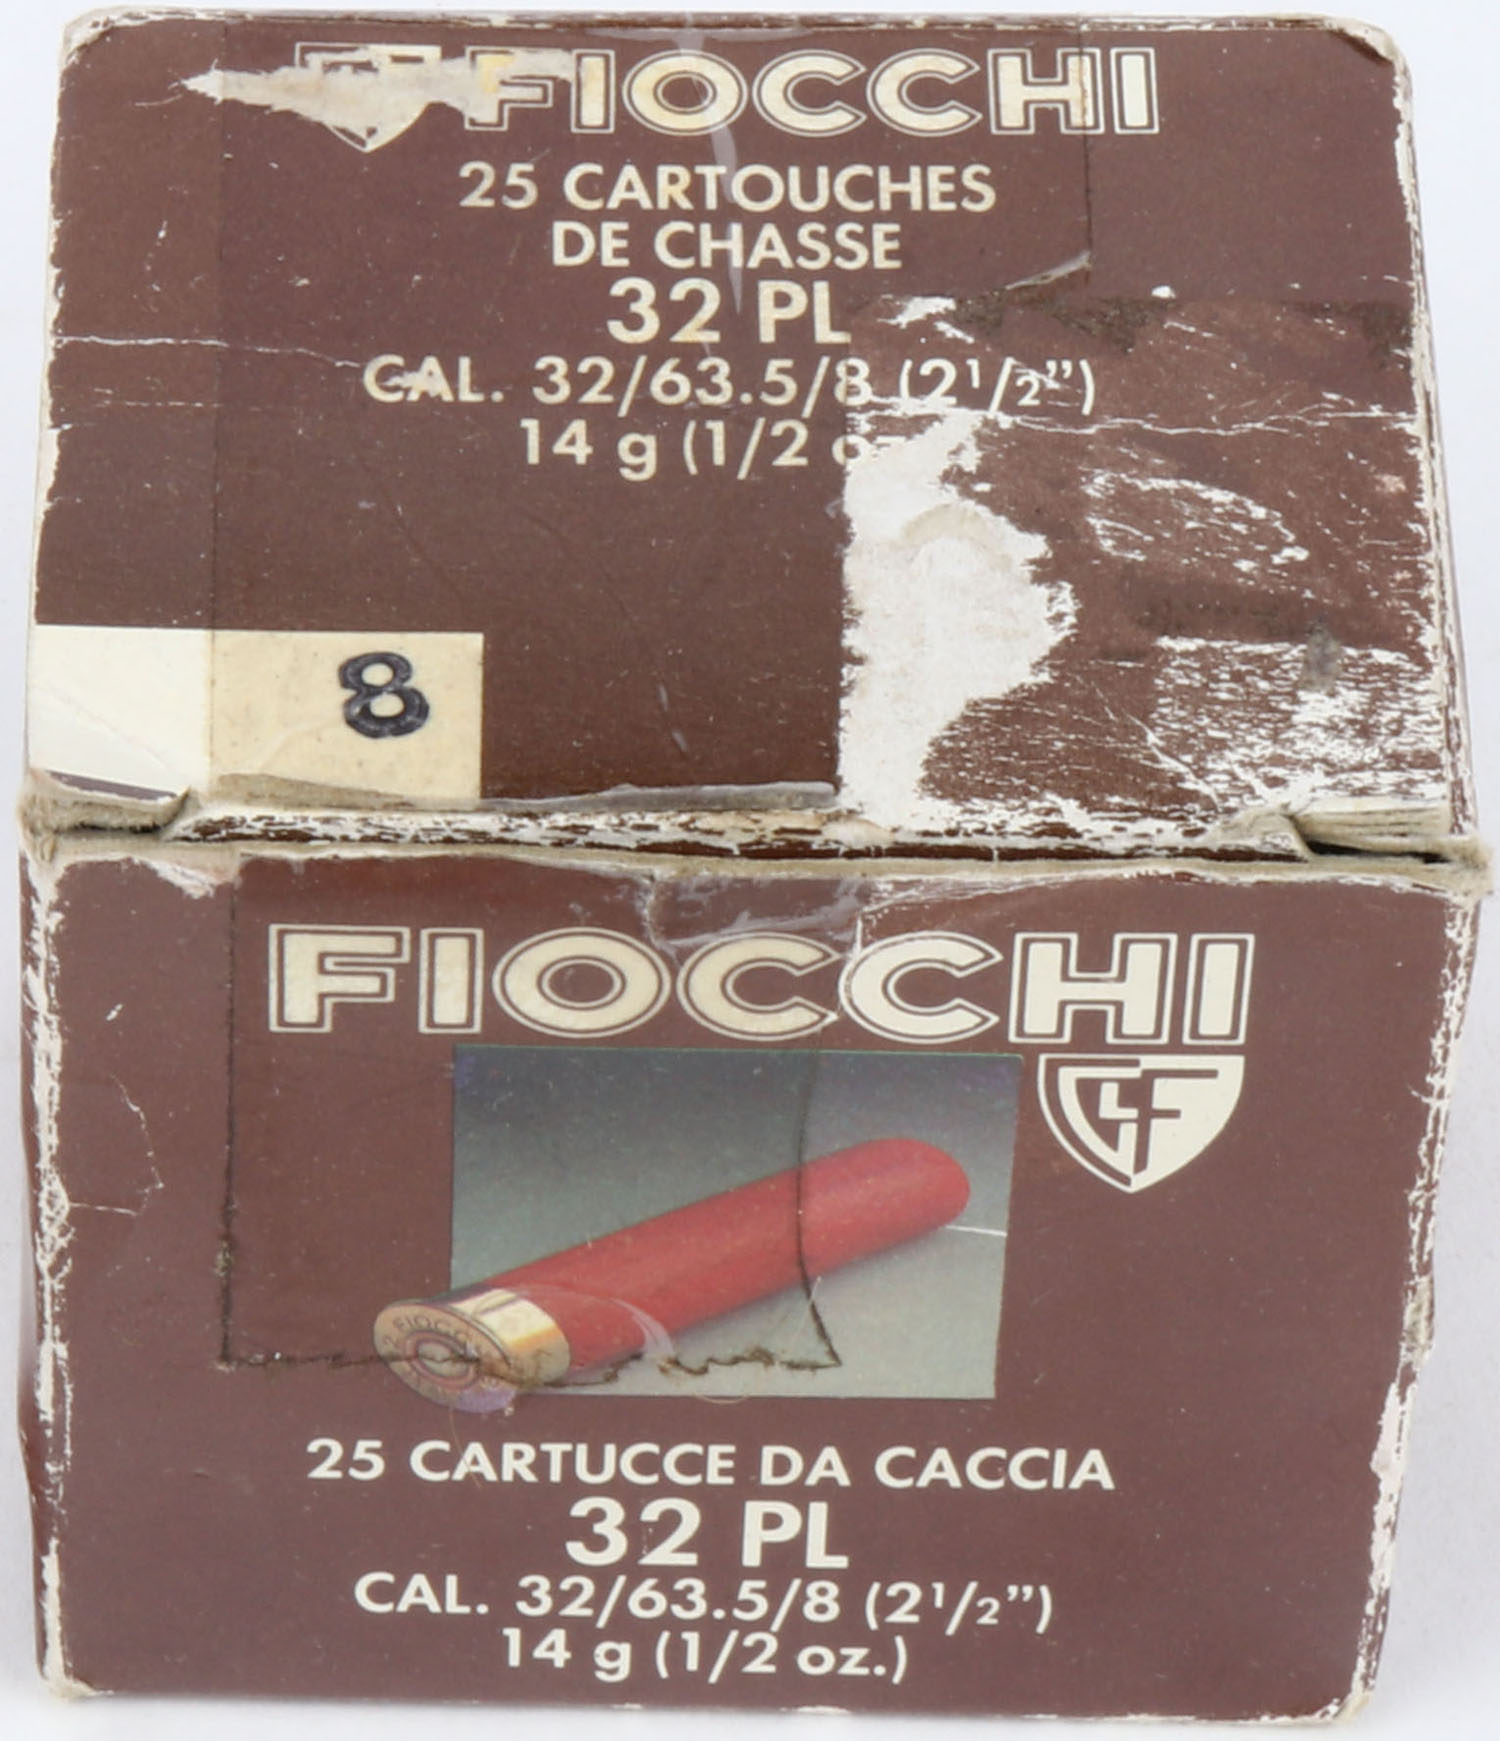 FIOCCHI
25 CARTOUCHES
DE CHASSE
32 PL
CAL. 32/63.5/8 (2 1/2")
14 g (1/2 oz
8
FIOCCHI
GLF
25 CARTUCCE DA CACCIA
32 PL
CAL. 32/63.5/8 (2 1/2")
14 g (1/2 oz.)